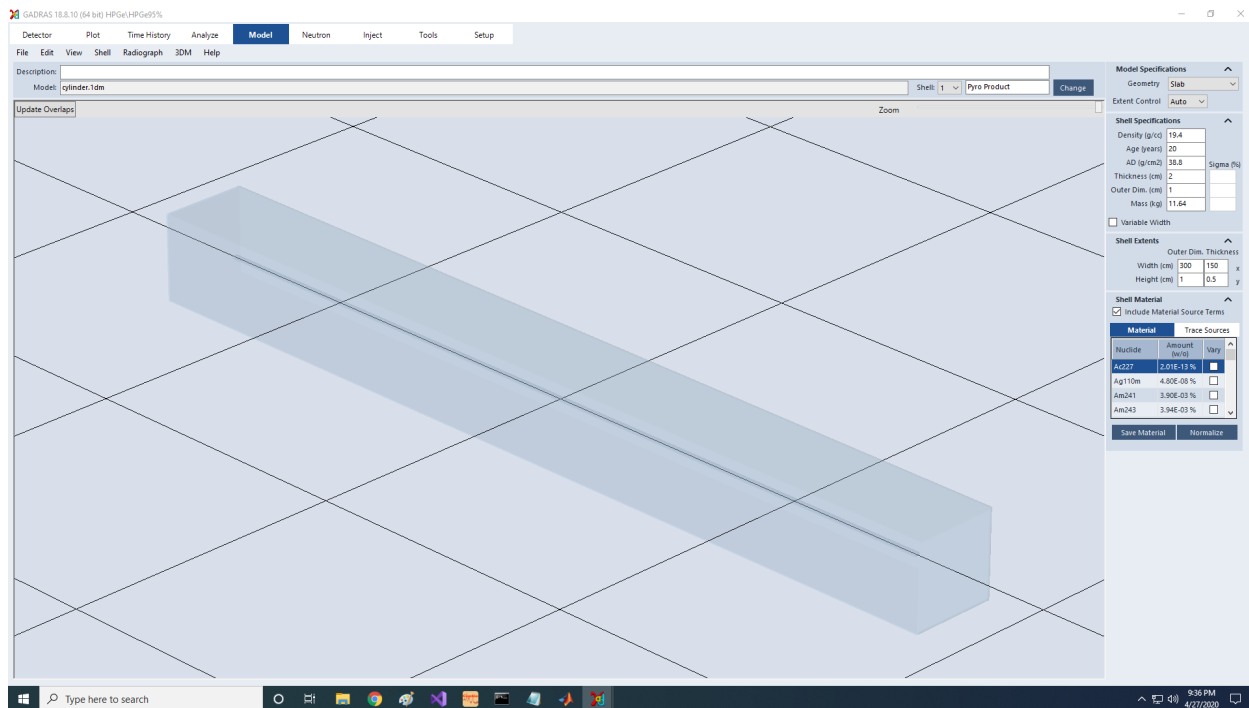 GADRAS 18.8.10 (64 bit) HPGe\HPGe95%
Detector Plot Time History Analyze Model Neutron Inject Tools Setup
File Edit View Shell Radiograph 3DM Help
Description:
Model: cylinder.1dm Shell: 1 Pyro Product Change
Update Overlaps Zoom
Model Specifications
Geometry Slab
Extent Control Auto
Shell Specifications
Density (g/cc) 19.4
Age (years) 20
AD (g/cm2) 38.8 Sigma (%)
Thickness (cm) 2
Outer Dim. (cm) 1
Mass (kg) 11.64
Variable Width
Shell Extents
Outer Dim. Thickness
Width (cm) 300 150 x
Height (cm) 1 0.5 y
Shell Material
Include Material Source Terms
Material Trace Sources
Nuclide Amount (w/o) Vary
Ac227 2.01E-13 %
Ag110m 4.80E-08 %
Am241 3.90E-03 %
Am243 3.94E-03 %
Save Material Normalize
Type here to search
9:36 PM
4/27/2020